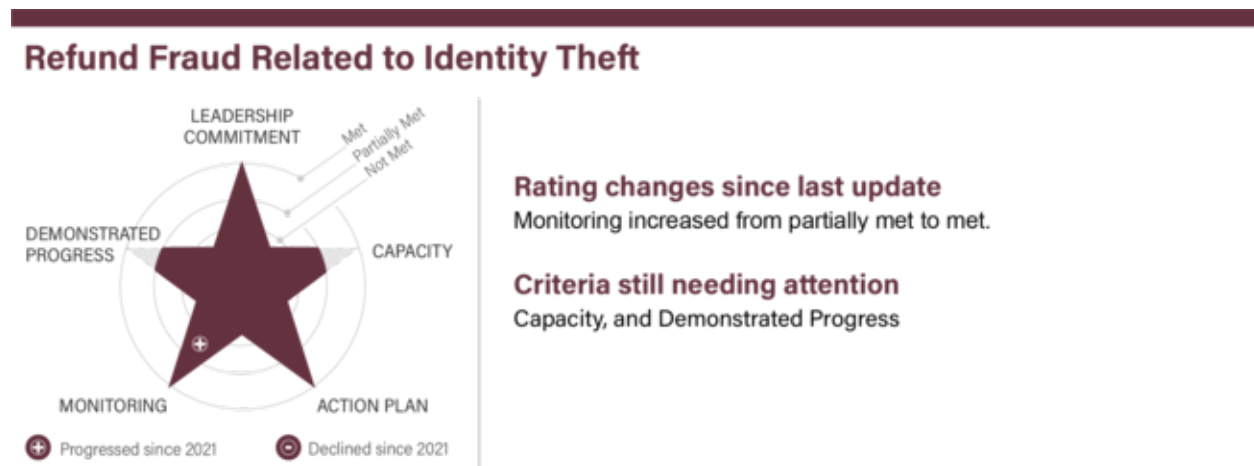 Refund Fraud Related to Identity Theft
LEADERSHIP
COMMITMENT
Met
Partially Met
Not Met
DEMONSTRATED
PROGRESS
CAPACITY
MONITORING
ACTION PLAN
Progressed since 2021
Declined since 2021
Rating changes since last update
Monitoring increased from partially met to met.
Criteria still needing attention
Capacity, and Demonstrated Progress